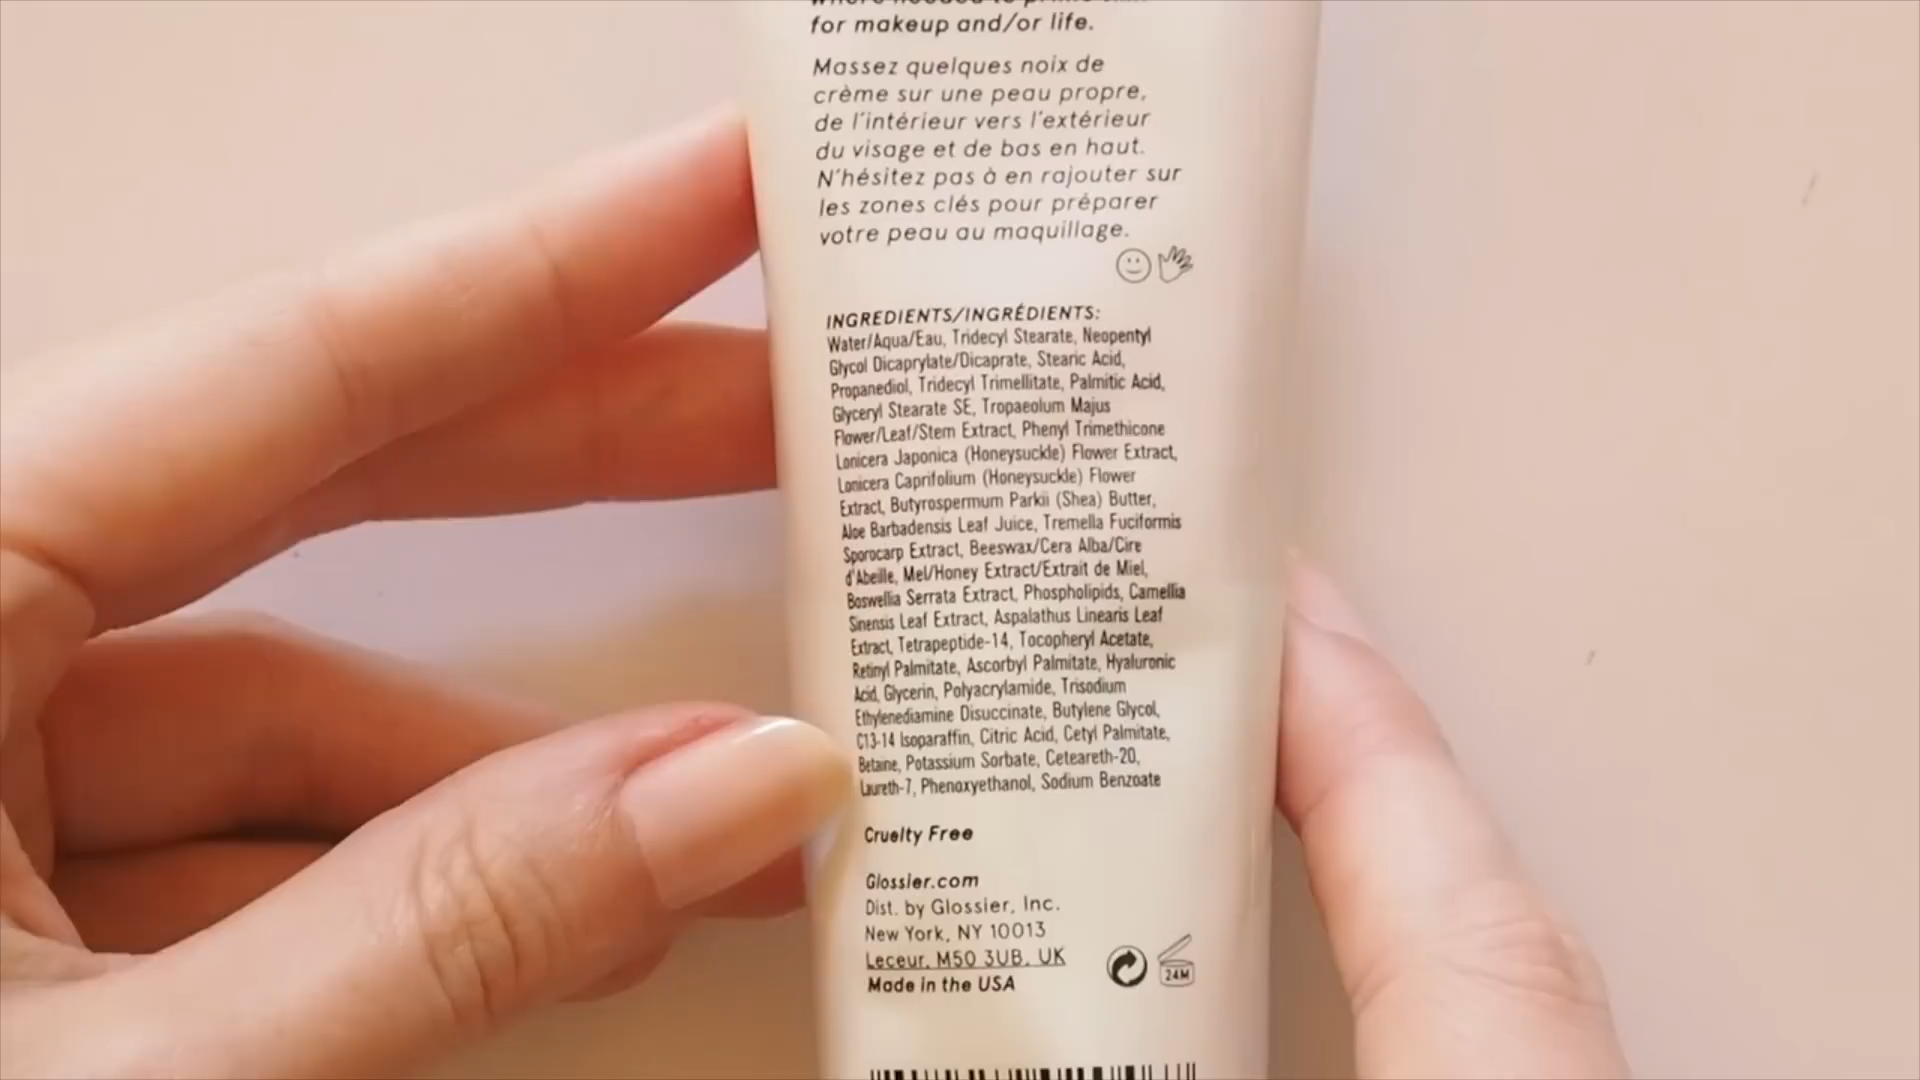 for makeup and/or life.
Massez quelques noix de
crème sur une peau propre,
de l'intérieur vers l'extérieur
du visage et de bas en haut.
N'hésitez pas à en rajouter sur
les zones clés pour préparer
votre peau au maquillage.
INGREDIENTS/INGRÉDIENTS:
Water/Aqua/Eau, Tridecyl Stearate, Neopentyl
Glycol Dicaprylate/Dicaprate, Stearic Acid,
Propanediol, Tridecyl Trimellitate, Palmitic Acid,
Glyceryl Stearate SE, Tropaeolum Majus
Flower/Leaf/Stem Extract, Phenyl Trimethicone
Lonicera Japonica (Honeysuckle) Flower Extract,
Lonicera Caprifolium (Honeysuckle) Flower
Extract, Butyrospermum Parkii (Shea) Butter,
Aloe Barbadensis Leaf Juice, Tremella Fuciformis
Sporocarp Extract, Beeswax/Cera Alba/Cire
d'Abeille, Mel/Honey Extract/Extrait de Miel,
Boswellia Serrata Extract, Phospholipids, Camellia
Sinensis Leaf Extract, Aspalathus Linearis Leaf
Extract, Tetrapeptide-14, Tocopheryl Acetate,
Retinyl Palmitate, Ascorbyl Palmitate, Hyaluronic
Acid, Glycerin, Polyacrylamide, Trisodium
Ethylenediamine Disuccinate, Butylene Glycol,
C13-14 Isoparaffin, Citric Acid, Cetyl Palmitate,
Betaine, Potassium Sorbate, Ceteareth-20,
Laureth-7, Phenoxyethanol, Sodium Benzoate
Cruelty Free
Glossier.com
Dist. by Glossier, Inc.
New York, NY 10013
Leceur, M50 3UB, UK
Made in the USA
24M